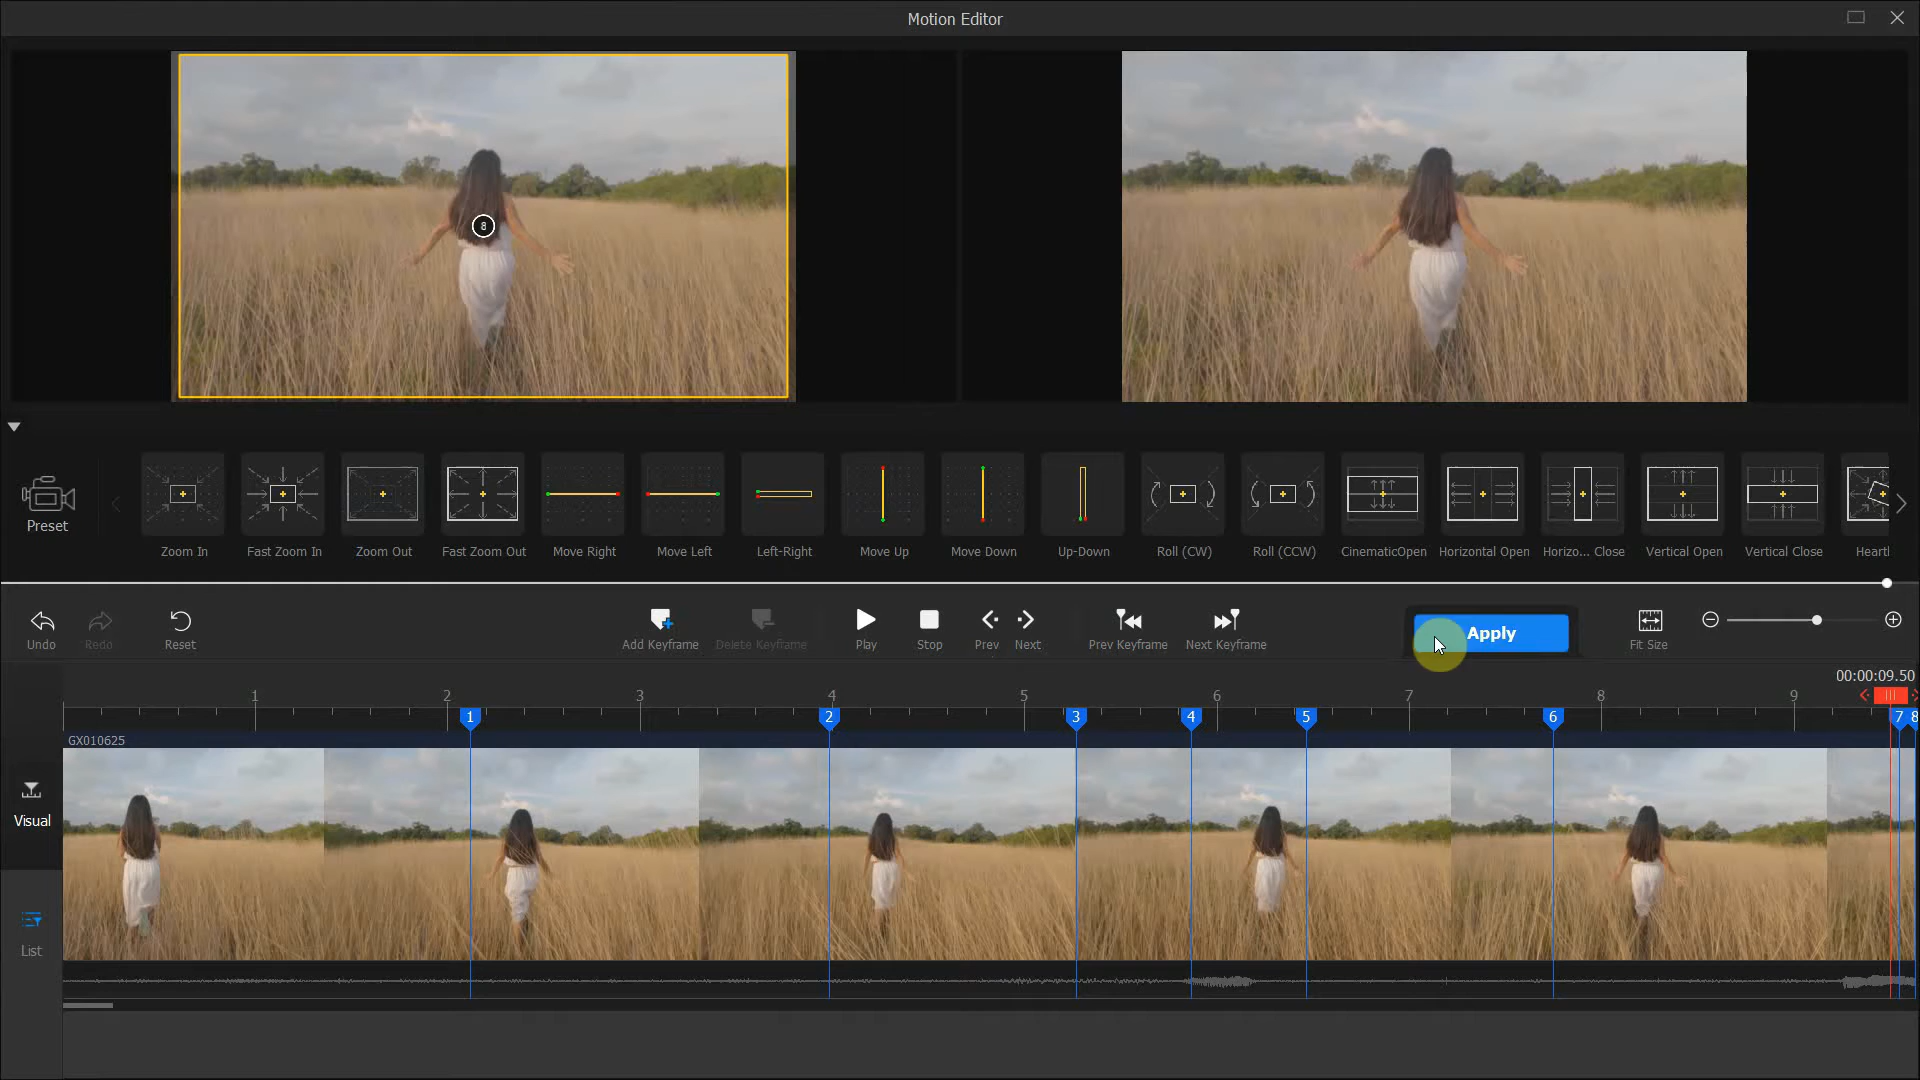 Motion Editor
8
Preset
Zoom In
Fast Zoom In
Zoom Out
Fast Zoom Out
Move Right
Move Left
Left-Right
Move Up
Move Down
Up-Down
Roll (CW)
Roll (CCW)
CinematicOpen
Horizontal Open
Horizo... Close
Vertical Open
Vertical Close
Heartl
Undo
Redo
Reset
Add Keyframe
Delete Keyframe
Play
Stop
Prev
Next
Prev Keyframe
Next Keyframe
Apply
Fit Size
00:00:09.50
1 2 3 4 5 6 7 8 9
1 2 3 4 5 6 7 8
GX010625
Visual
List